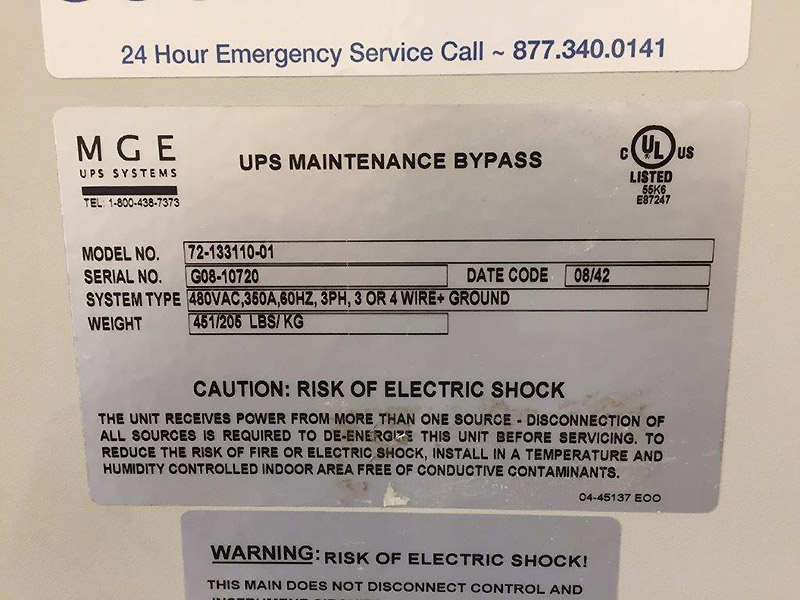 24 Hour Emergency Service Call ~ 877.340.0141
MGE
UPS SYSTEMS
TEL: 1-800-438-7373
UPS MAINTENANCE BYPASS
C UL US
LISTED
55K6
E87247
MODEL NO. 72-133110-01
SERIAL NO. G08-10720 DATE CODE 08/42
SYSTEM TYPE 480VAC,350A,60HZ, 3PH, 3 OR 4 WIRE+ GROUND
WEIGHT 451/205 LBS/KG
CAUTION: RISK OF ELECTRIC SHOCK
THE UNIT RECEIVES POWER FROM MORE THAN ONE SOURCE - DISCONNECTION OF
ALL SOURCES IS REQUIRED TO DE-ENERGIZE THIS UNIT BEFORE SERVICING. TO
REDUCE THE RISK OF FIRE OR ELECTRIC SHOCK, INSTALL IN A TEMPERATURE AND
HUMIDITY CONTROLLED INDOOR AREA FREE OF CONDUCTIVE CONTAMINANTS.
04-45137 E00
WARNING: RISK OF ELECTRIC SHOCK!
THIS MAIN DOES NOT DISCONNECT CONTROL AND